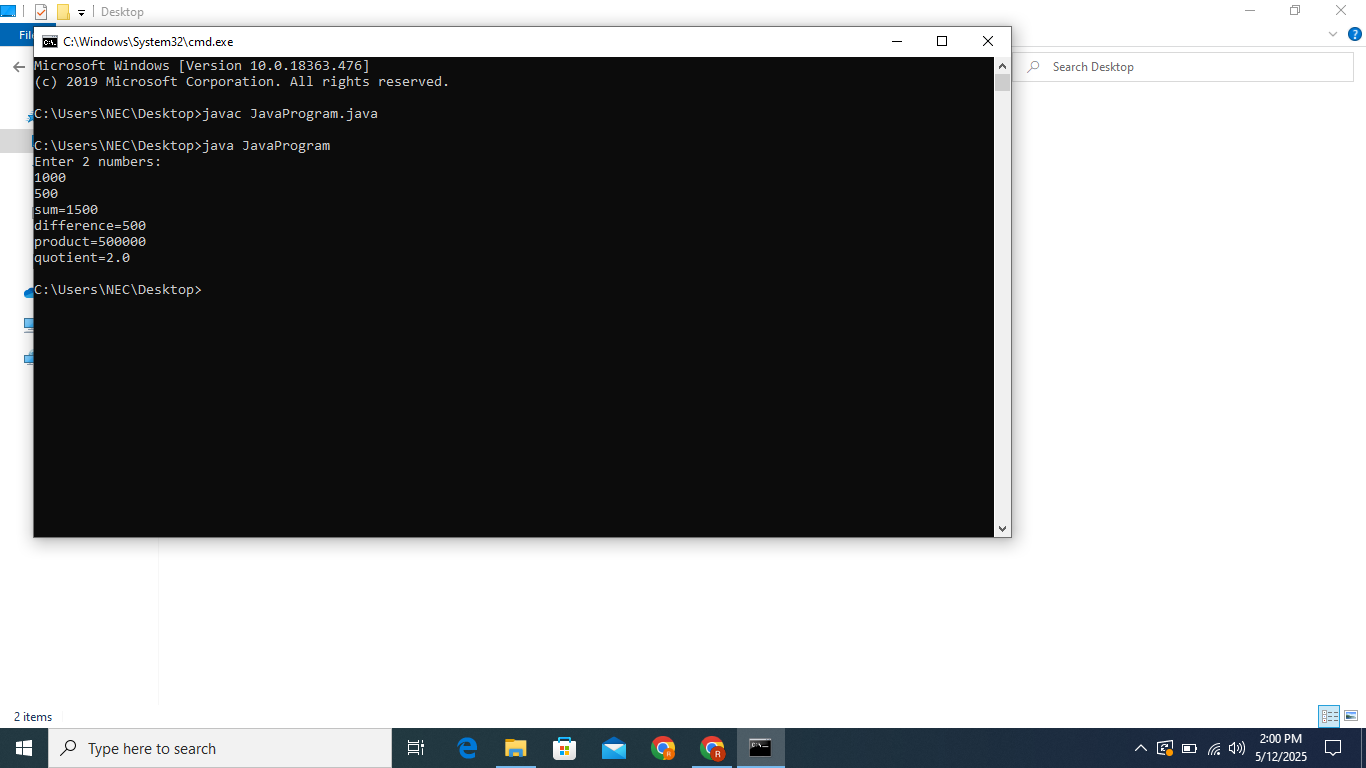 Desktop
Fil
C:\Windows\System32\cmd.exe
Search Desktop
Microsoft Windows [Version 10.0.18363.476]
(c) 2019 Microsoft Corporation. All rights reserved.
C:\Users\NEC\Desktop>javac JavaProgram.java
C:\Users\NEC\Desktop>java JavaProgram
Enter 2 numbers:
1000
500
sum=1500
difference=500
product=500000
quotient=2.0
C:\Users\NEC\Desktop>
2 items
Type here to search
2:00 PM
5/12/2025